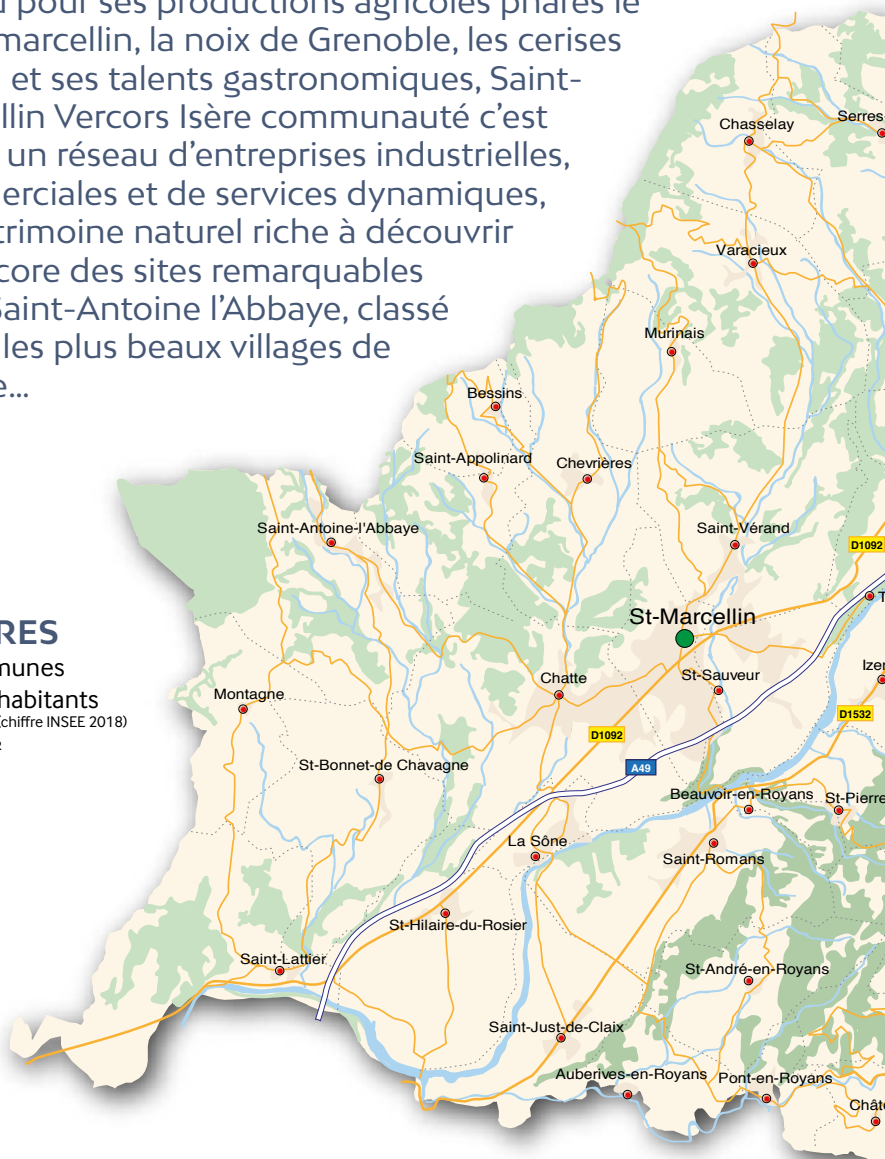 pour ses productions agricoles phares le
marcellin, la noix de Grenoble, les cerises
et ses talents gastronomiques, Saint-
llin Vercors Isère communauté c'est
un réseau d'entreprises industrielles,
erciales et de services dynamiques,
trimoine naturel riche à découvrir
core des sites remarquables
Saint-Antoine l'Abbaye, classé
les plus beaux villages de
e...
Chasselay
Serres
Varacieux
Murinais
Bessins
Saint-Appolinard
Chevrières
Saint-Antoine-l'Abbaye
Saint-Vérand
D1092
T
St-Marcellin
RES
munes
habitants
(chiffre INSEE 2018)
2
Izer
St-Sauveur
Chatte
Montagne
D1532
D1092
St-Bonnet-de Chavagne
A49
Beauvoir-en-Royans
St-Pierre
La Sône
Saint-Romans
St-Hilaire-du-Rosier
Saint-Lattier
St-André-en-Royans
Saint-Just-de-Claix
Auberives-en-Royans
Pont-en-Royans
Chât